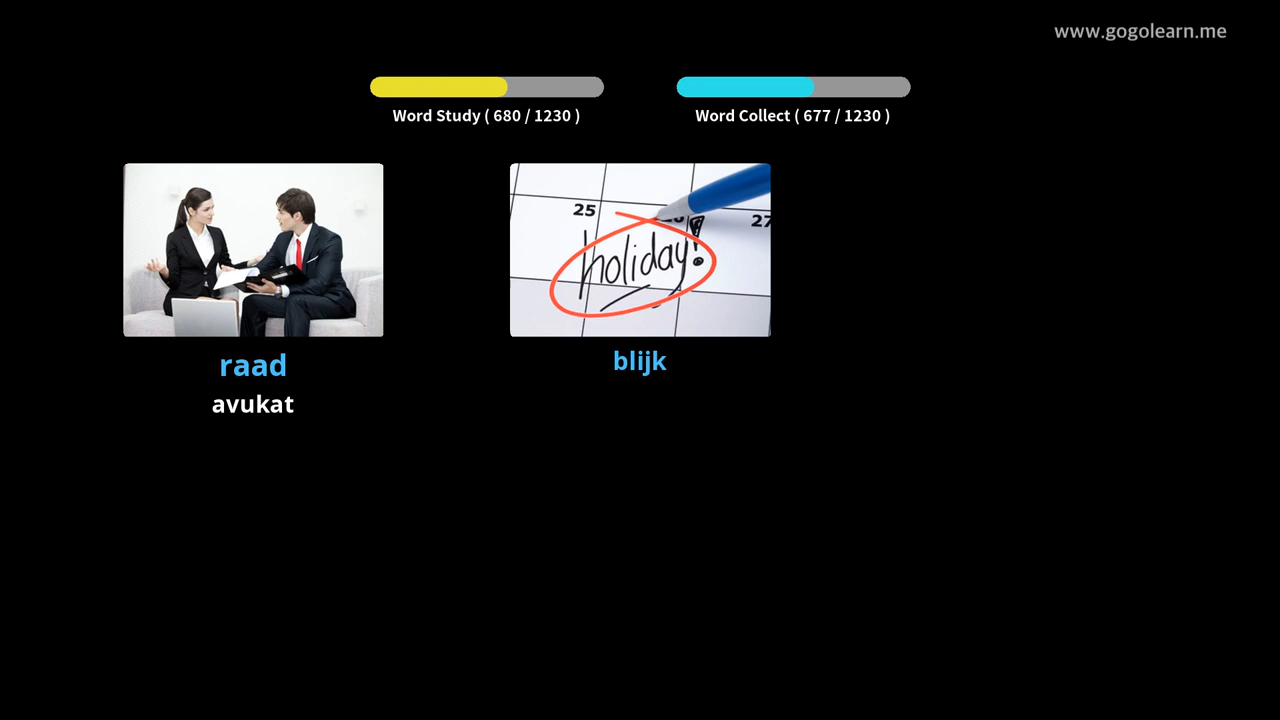 www.gogolearn.me
Word Study ( 680 / 1230 )
Word Collect ( 677 / 1230 )
25
27
holiday!
raad
blijk
avukat